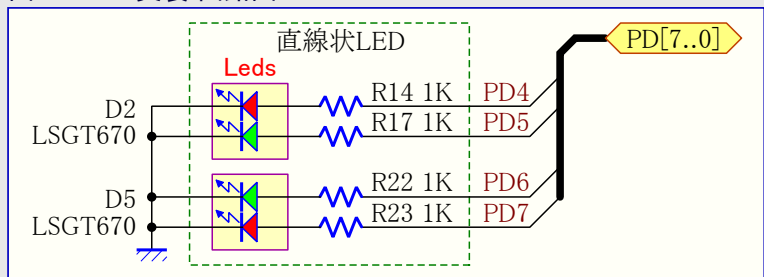 直線状LED
PD[7..0]
Leds
D2
LSGT670
R14 1K PD4
R17 1K PD5
D5
LSGT670
R22 1K PD6
R23 1K PD7